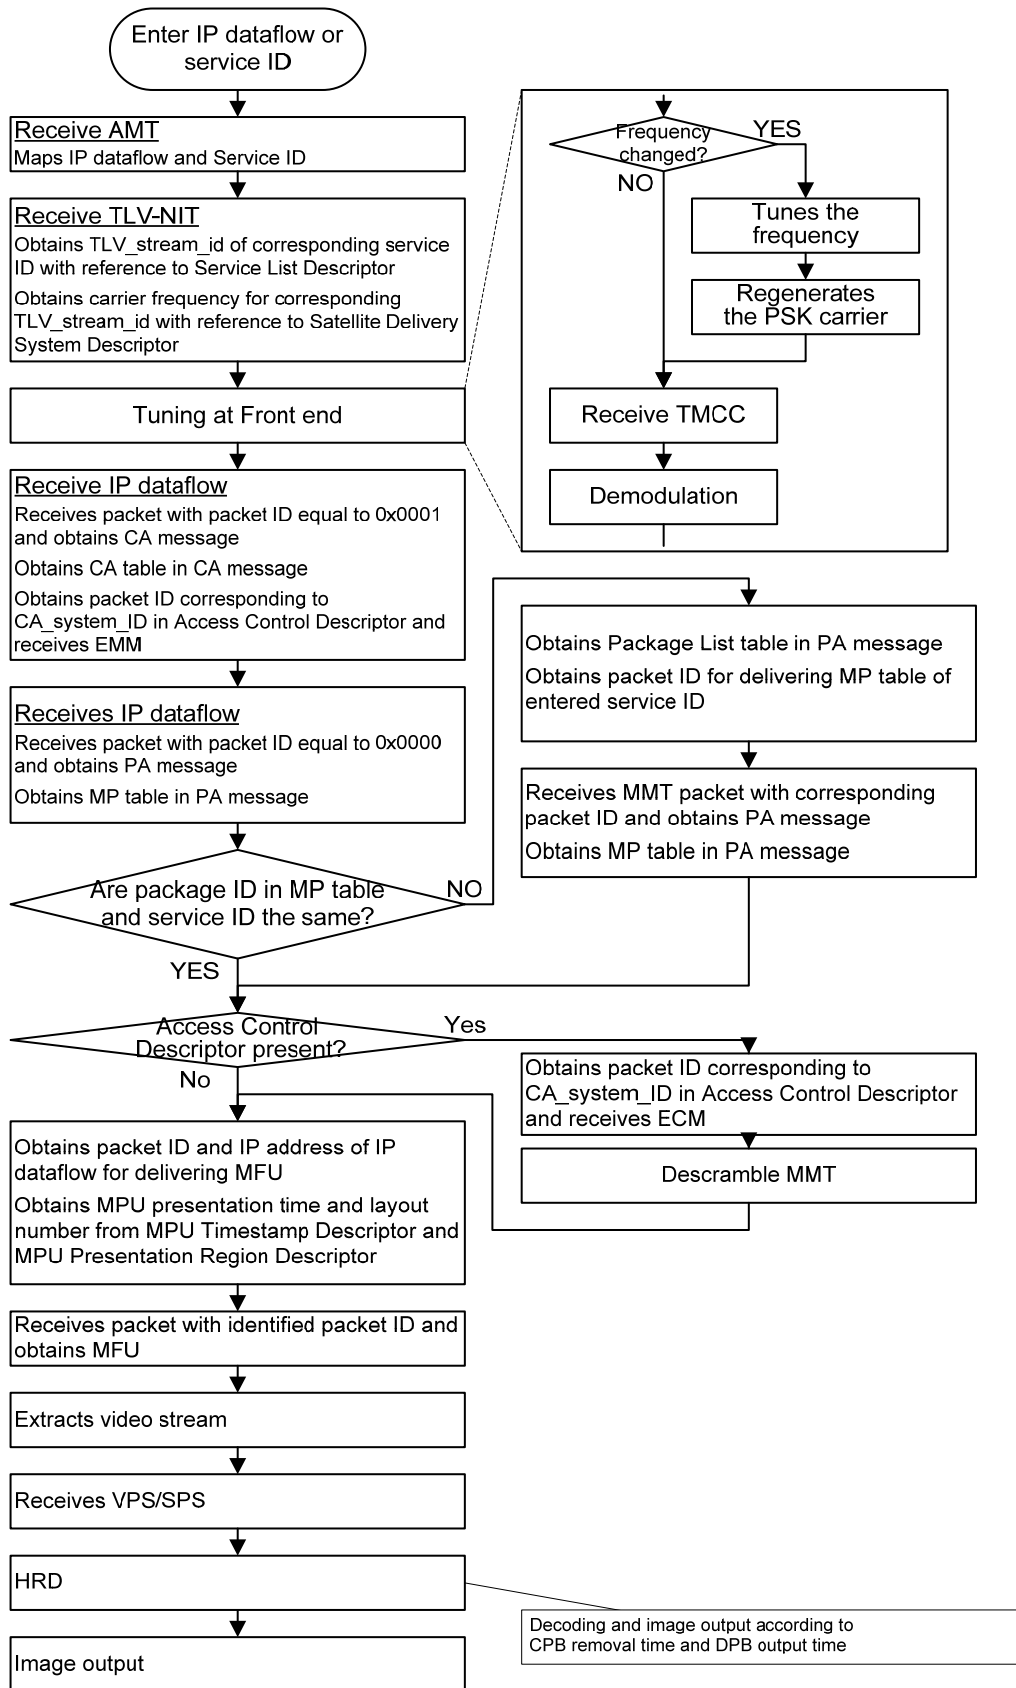 Enter IP dataflow or
service ID
Receive AMT
Maps IP dataflow and Service ID
Receive TLV-NIT
Obtains TLV_stream_id of corresponding service
ID with reference to Service List Descriptor
Obtains carrier frequency for corresponding
TLV_stream_id with reference to Satellite Delivery
System Descriptor
Tuning at Front end
Frequency
changed?
YES
NO
Tunes the
frequency
Regenerates
the PSK carrier
Receive TMCC
Demodulation
Receive IP dataflow
Receives packet with packet ID equal to 0x0001
and obtains CA message
Obtains CA table in CA message
Obtains packet ID corresponding to
CA_system_ID in Access Control Descriptor and
receives EMM
Receives IP dataflow
Receives packet with packet ID equal to 0x0000
and obtains PA message
Obtains MP table in PA message
Are package ID in MP table
and service ID the same?
NO
YES
Obtains Package List table in PA message
Obtains packet ID for delivering MP table of
entered service ID
Receives MMT packet with corresponding
packet ID and obtains PA message
Obtains MP table in PA message
Access Control
Descriptor present?
Yes
No
Obtains packet ID corresponding to
CA_system_ID in Access Control Descriptor
and receives ECM
Descramble MMT
Obtains packet ID and IP address of IP
dataflow for delivering MFU
Obtains MPU presentation time and layout
number from MPU Timestamp Descriptor and
MPU Presentation Region Descriptor
Receives packet with identified packet ID and
obtains MFU
Extracts video stream
Receives VPS/SPS
HRD
Decoding and image output according to
CPB removal time and DPB output time
Image output